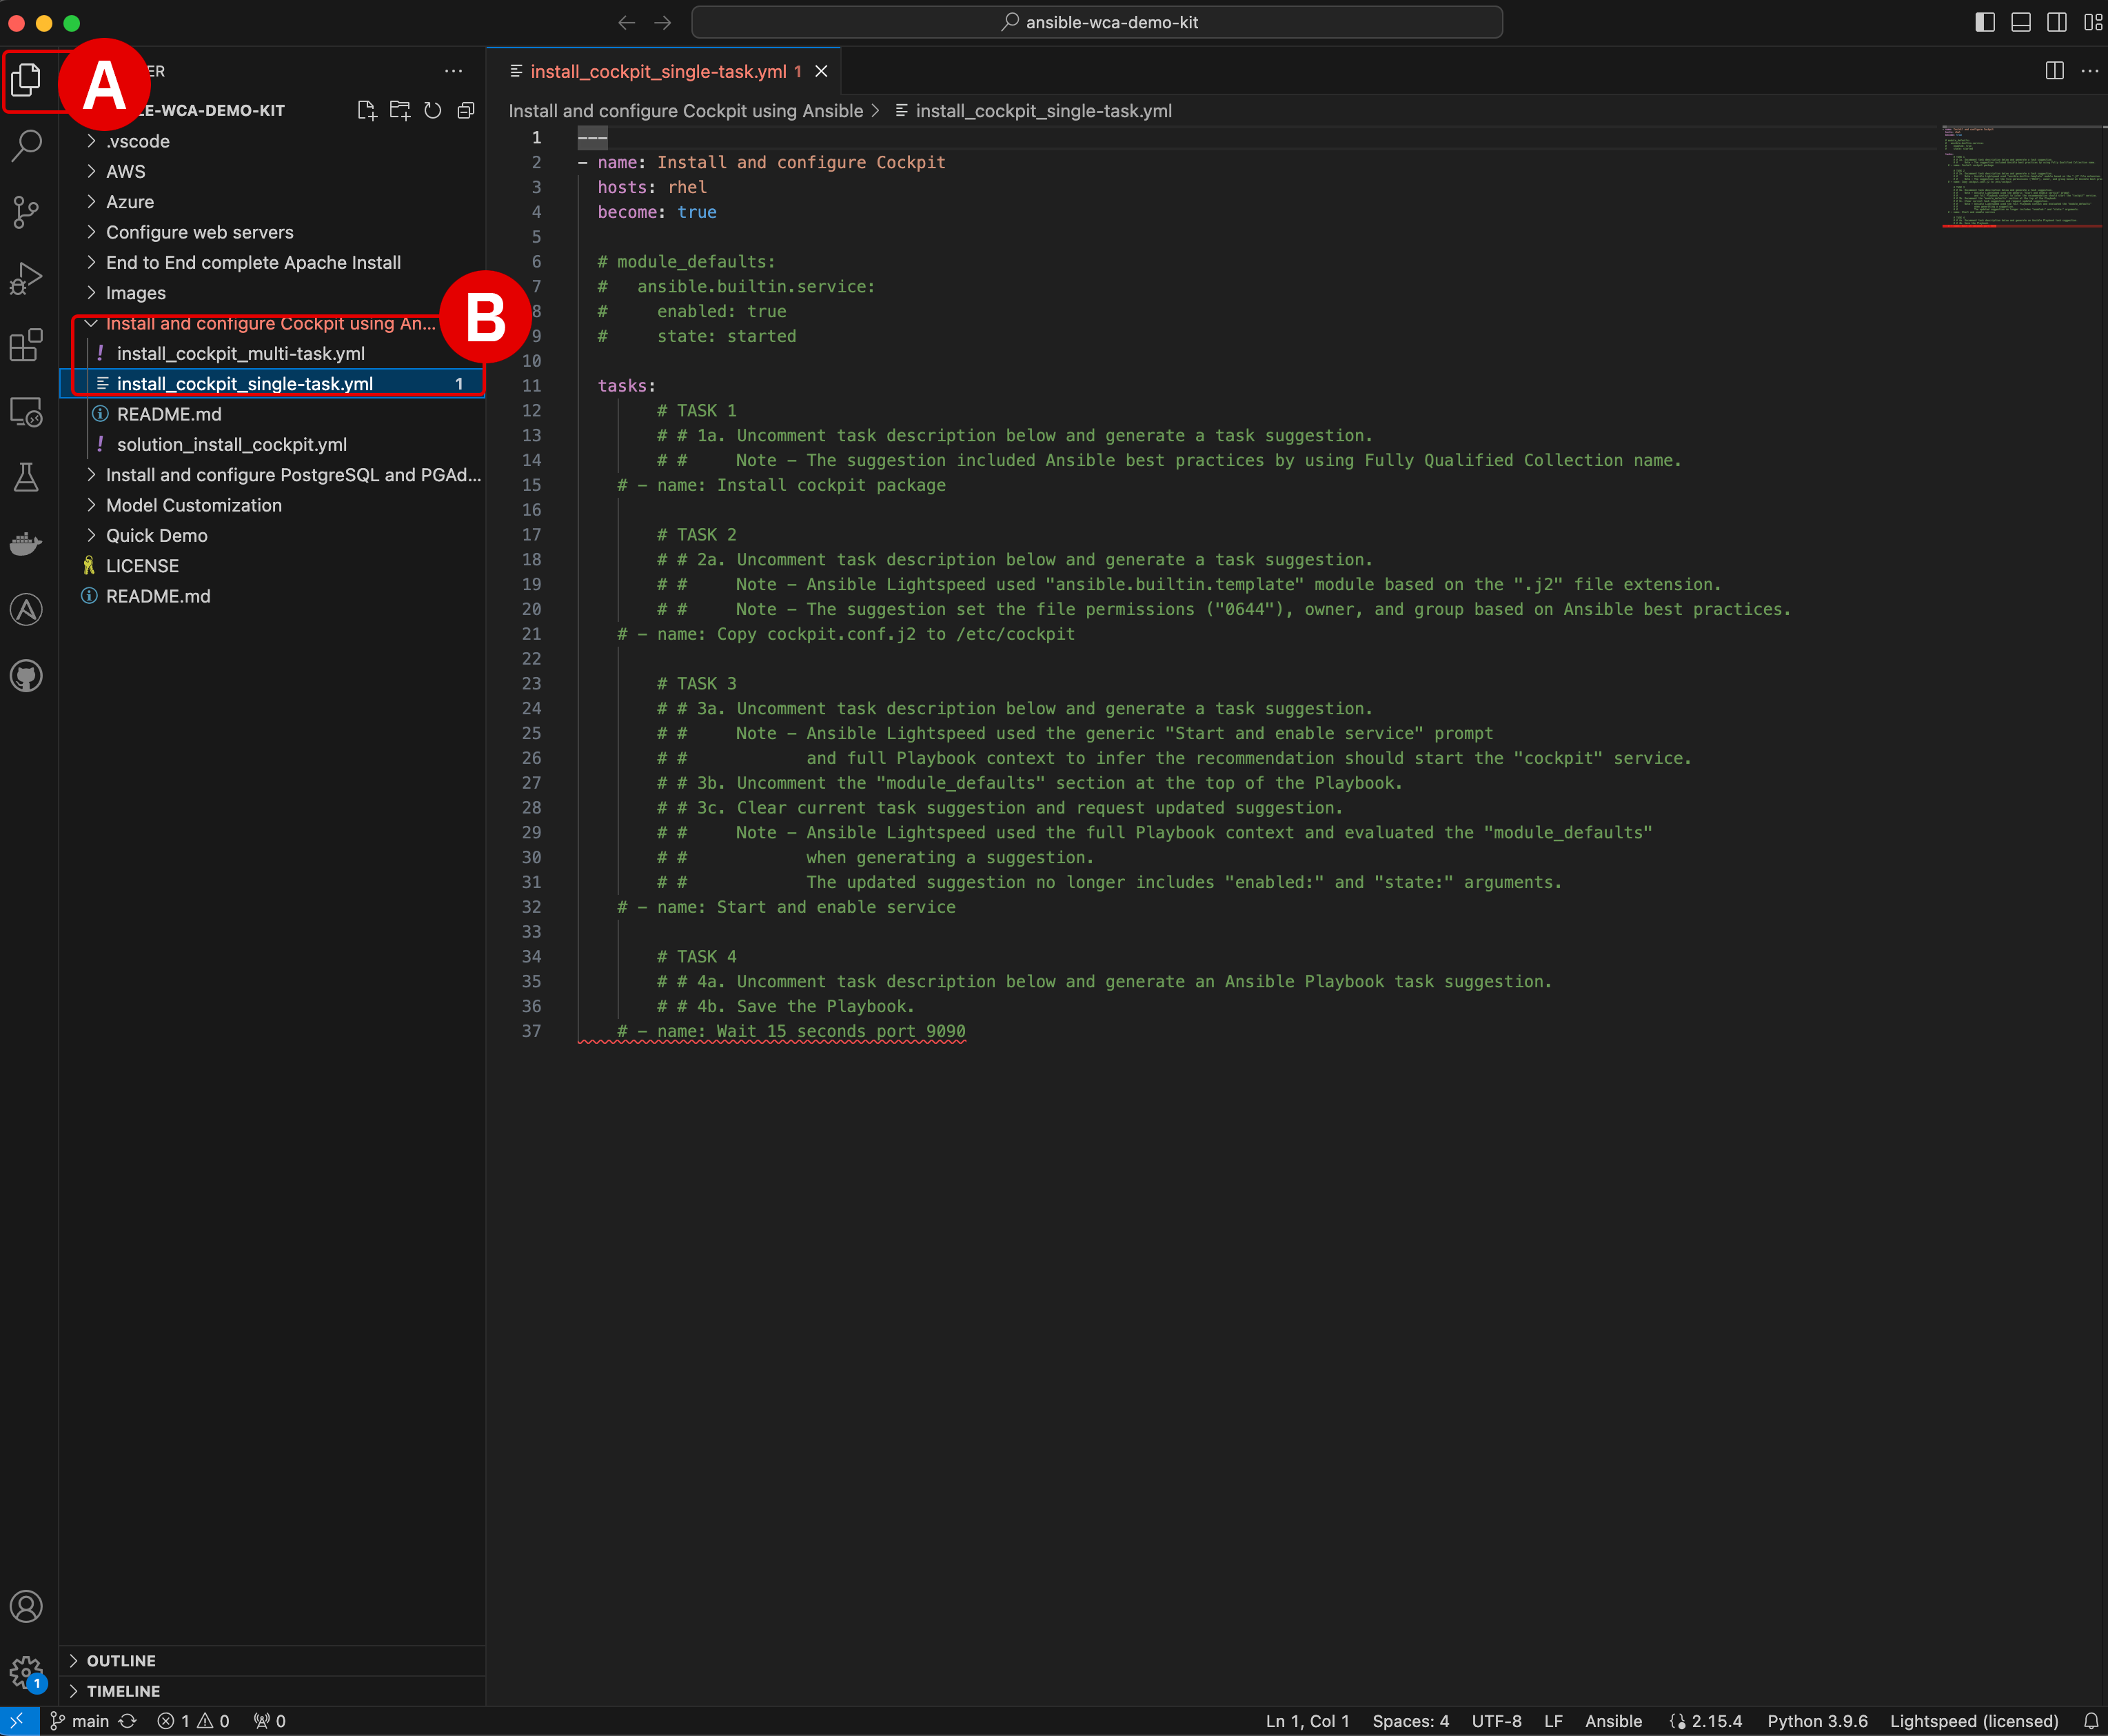 ansible-wca-demo-kit
A
ER
E-WCA-DEMO-KIT
.vscode
AWS
Azure
Configure web servers
End to End complete Apache Install
Images
B
Install and configure Cockpit using An...
! install_cockpit_multi-task.yml
install_cockpit_single-task.yml 1
README.md
! solution_install_cockpit.yml
Install and configure PostgreSQL and PGAd...
Model Customization
Quick Demo
LICENSE
README.md
OUTLINE
TIMELINE
install_cockpit_single-task.yml 1
Install and configure Cockpit using Ansible > install_cockpit_single-task.yml
1 ---
2 - name: Install and configure Cockpit
3 hosts: rhel
4 become: true
5
6 # module_defaults:
7 # ansible.builtin.service:
8 # enabled: true
9 # state: started
10
11 tasks:
12 # TASK 1
13 # # 1a. Uncomment task description below and generate a task suggestion.
14 # # Note – The suggestion included Ansible best practices by using Fully Qualified Collection name.
15 # - name: Install cockpit package
16
17 # TASK 2
18 # # 2a. Uncomment task description below and generate a task suggestion.
19 # # Note – Ansible Lightspeed used "ansible.builtin.template" module based on the ".j2" file extension.
20 # # Note – The suggestion set the file permissions ("0644"), owner, and group based on Ansible best practices.
21 # - name: Copy cockpit.conf.j2 to /etc/cockpit
22
23 # TASK 3
24 # # 3a. Uncomment task description below and generate a task suggestion.
25 # # Note – Ansible Lightspeed used the generic "Start and enable service" prompt
26 # # and full Playbook context to infer the recommendation should start the "cockpit" service.
27 # # 3b. Uncomment the "module_defaults" section at the top of the Playbook.
28 # # 3c. Clear current task suggestion and request updated suggestion.
29 # # Note – Ansible Lightspeed used the full Playbook context and evaluated the "module_defaults"
30 # # when generating a suggestion.
31 # # The updated suggestion no longer includes "enabled:" and "state:" arguments.
32 # - name: Start and enable service
33
34 # TASK 4
35 # # 4a. Uncomment task description below and generate an Ansible Playbook task suggestion.
36 # # 4b. Save the Playbook.
37 # - name: Wait 15 seconds port 9090
1
main 1 0 0 Ln 1, Col 1 Spaces: 4 UTF-8 LF Ansible 2.15.4 Python 3.9.6 Lightspeed (licensed)